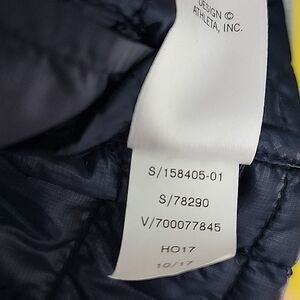 DESIGN ©
ATHLETA, INC.
S/158405-01
S/78290
V/700077845
HO17
10/17